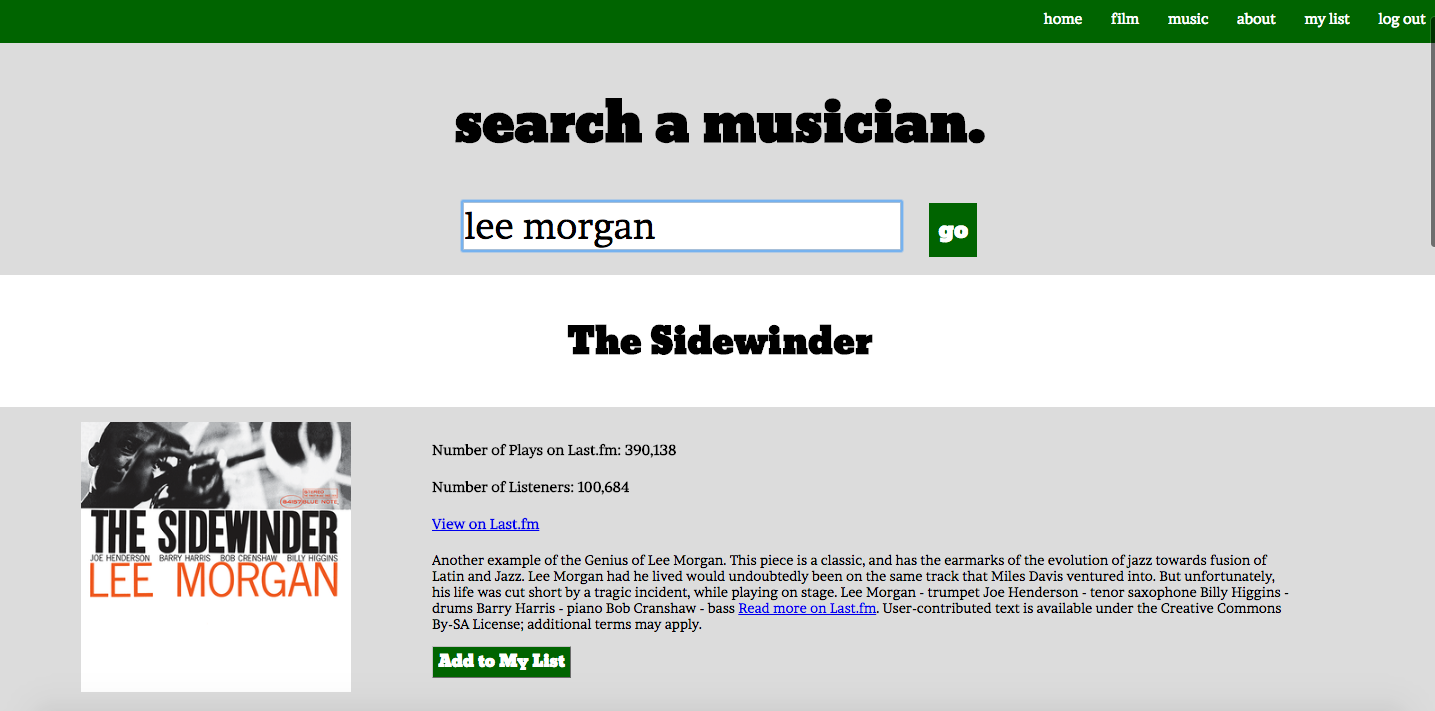 home film music about my list log out
search a musician.
lee morgan
go
The Sidewinder
THE SIDEWINDER
JOE HENDERSON BARRY HARRIS BOB CRENSHAW BILLY HIGGINS
LEE MORGAN
STEREO
84157 BLUE NOTE
Number of Plays on Last.fm: 390,138
Number of Listeners: 100,684
View on Last.fm
Another example of the Genius of Lee Morgan. This piece is a classic, and has the earmarks of the evolution of jazz towards fusion of
Latin and Jazz. Lee Morgan had he lived would undoubtedly been on the same track that Miles Davis ventured into. But unfortunately,
his life was cut short by a tragic incident, while playing on stage. Lee Morgan - trumpet Joe Henderson - tenor saxophone Billy Higgins -
drums Barry Harris - piano Bob Cranshaw - bass Read more on Last.fm. User-contributed text is available under the Creative Commons
By-SA License; additional terms may apply.
Add to My List